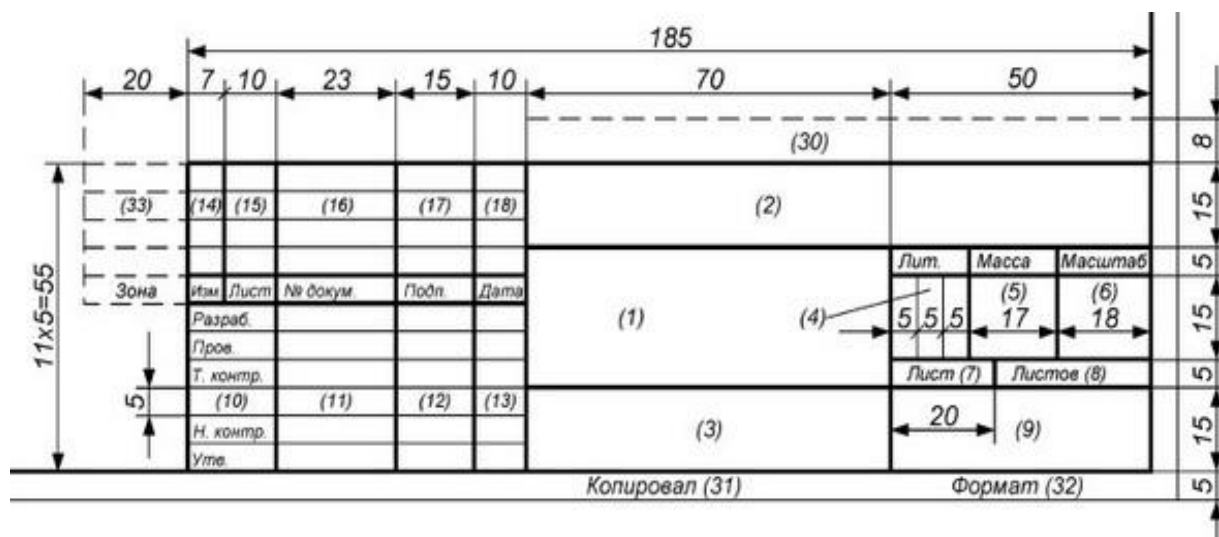 185
20 7 10 23 15 10 70 50
(30) 8
(33) (14) (15) (16) (17) (18) (2) 15
Лит. Масса Масштаб 5
Зона Изм. Лист № докум. Подп. Дата
(1) (4) 5 5 5 (5) 17 (6) 18 15
11х5=55
Разраб.
Пров.
Т. контр. Лист (7) Листов (8) 5
5 (10) (11) (12) (13) (3) 20 (9) 15
Н. контр.
Утв.
Копировал (31) Формат (32) 5